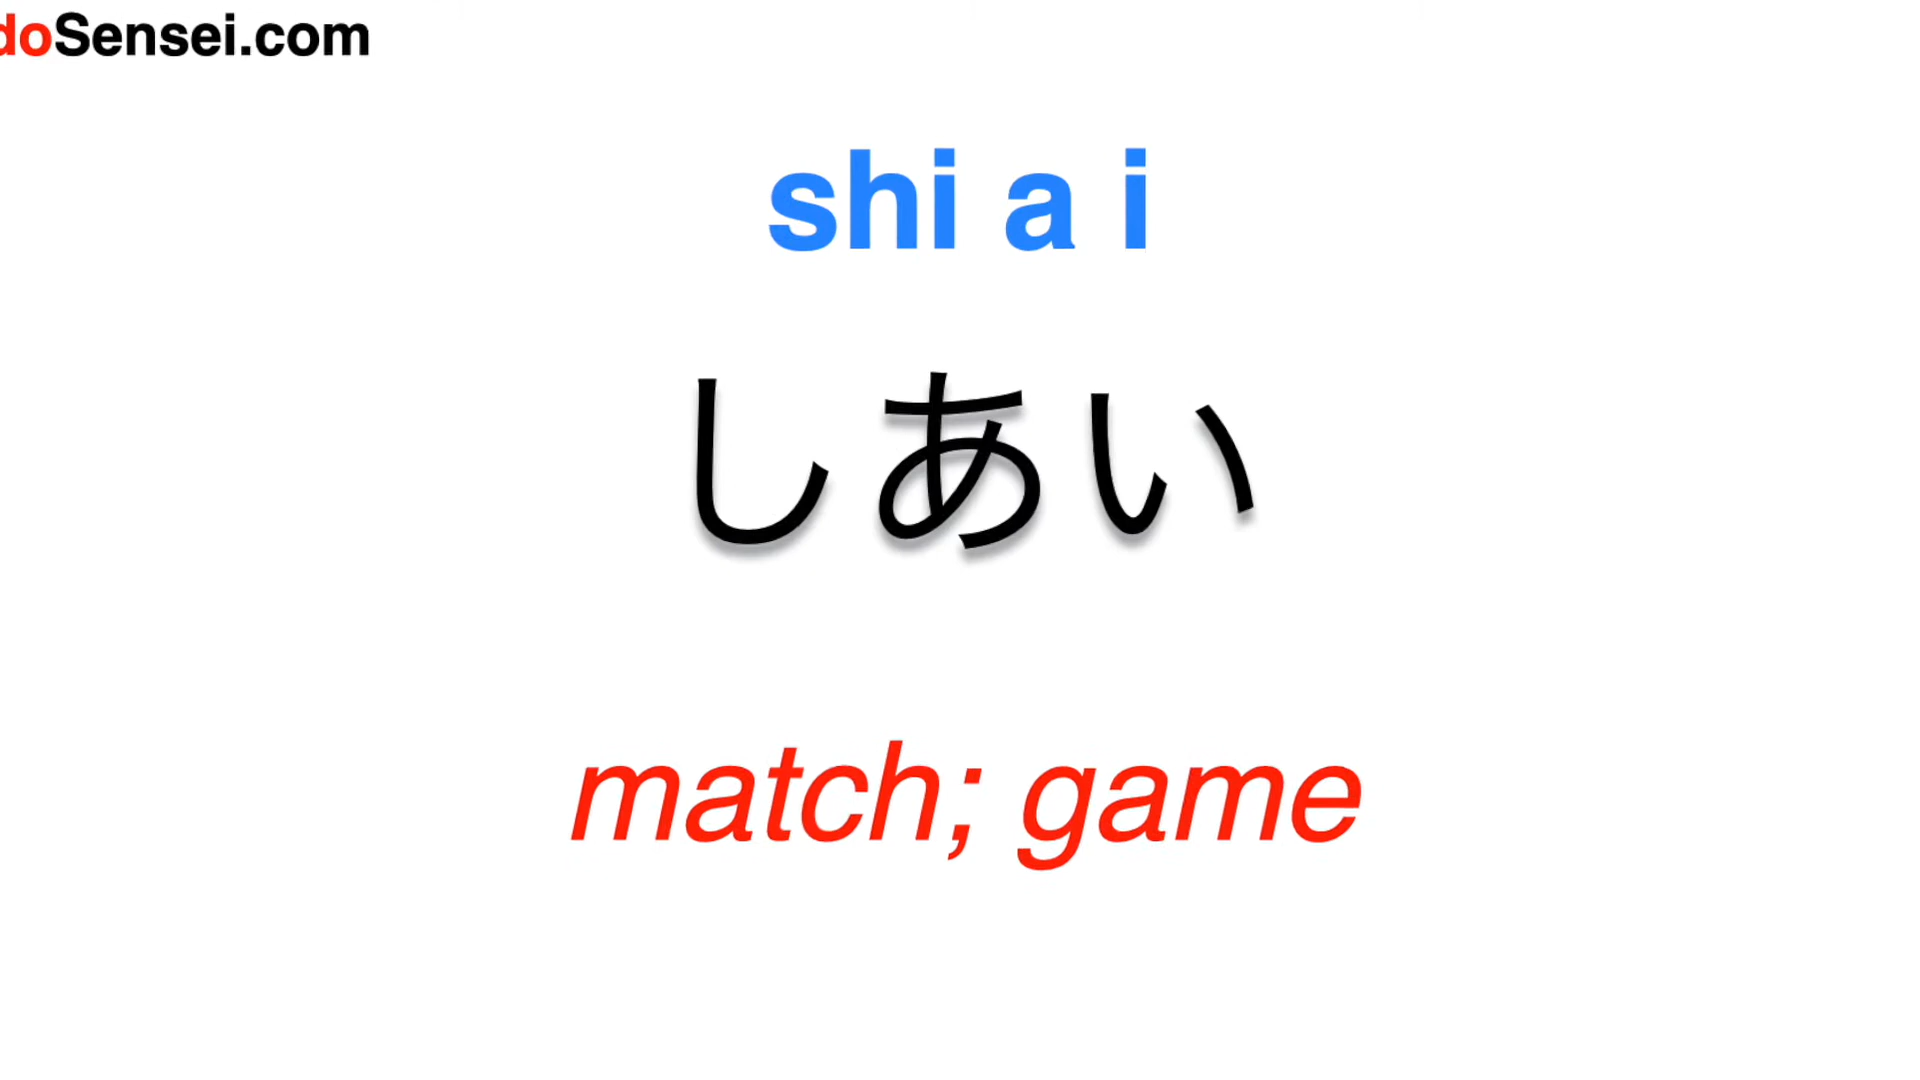 doSensei.com
shi a i
しあい
match; game